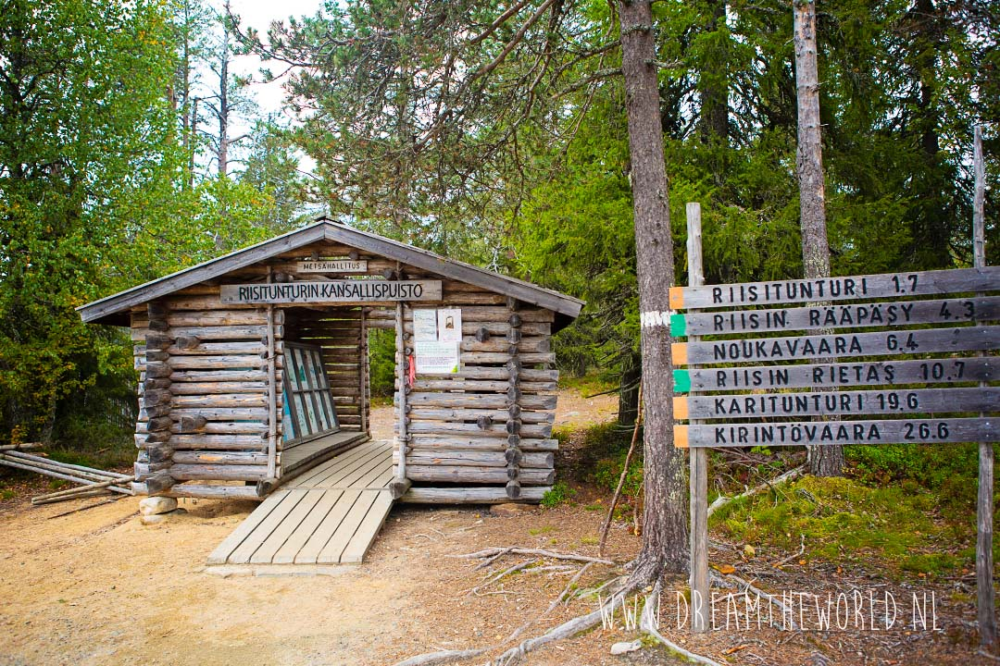 METSÄHALLITUS
RIISITUNTURIN KANSALLISPUISTO
RIISITUNTURI 1.7
RIISIN RÄÄPÄSY 4.3
NOUKAVAARA 6.4
RIISIN RIETAS 10.7
KARITUNTURI 19.6
KIRINTÖVAARA 26.6
WWW.DREAMTHEWORLD.NL